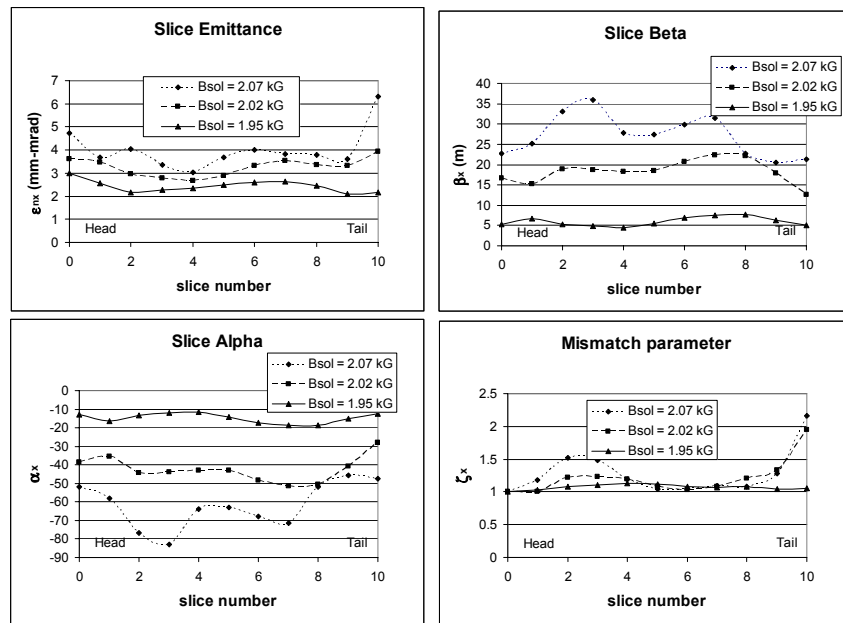 Slice Emittance
7
6
5
4
3
2
1
0
εnx (mm-mrad)
Bsol = 2.07 kG
Bsol = 2.02 kG
Bsol = 1.95 kG
Head
Tail
0 2 4 6 8 10
slice number
Slice Beta
40
35
30
25
20
15
10
5
0
βx (m)
Bsol = 2.07 kG
Bsol = 2.02 kG
Bsol = 1.95 kG
Head
Tail
0 2 4 6 8 10
slice number
Slice Alpha
0
-10
-20
-30
-40
-50
-60
-70
-80
-90
αx
Bsol = 2.07 kG
Bsol = 2.02 kG
Bsol = 1.95 kG
Head
Tail
0 2 4 6 8 10
slice number
Mismatch parameter
2.5
2
1.5
1
0.5
0
ζx
Bsol = 2.07 kG
Bsol = 2.02 kG
Bsol = 1.95 kG
Head
Tail
0 2 4 6 8 10
slice number